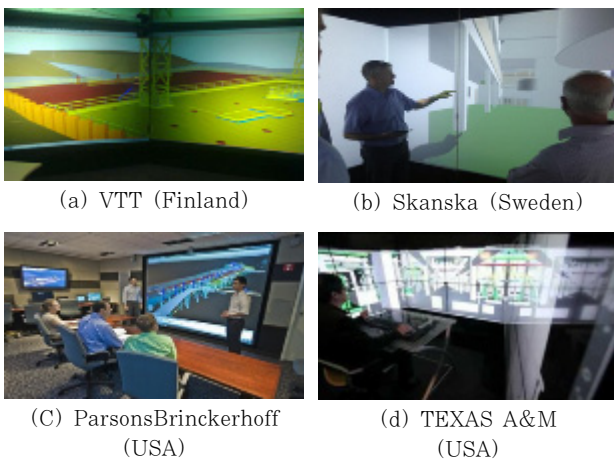 (a) VTT (Finland)
(b) Skanska (Sweden)
(C) ParsonsBrinckerhoff
(USA)
(d) TEXAS A&M
(USA)